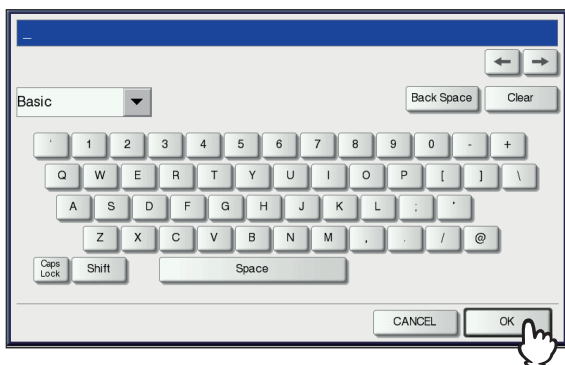 _
← →
Basic Back Space Clear
' 1 2 3 4 5 6 7 8 9 0 - +
Q W E R T Y U I O P [ ] \
A S D F G H J K L ; '
Z X C V B N M , . / @
Caps Lock Shift Space
CANCEL OK